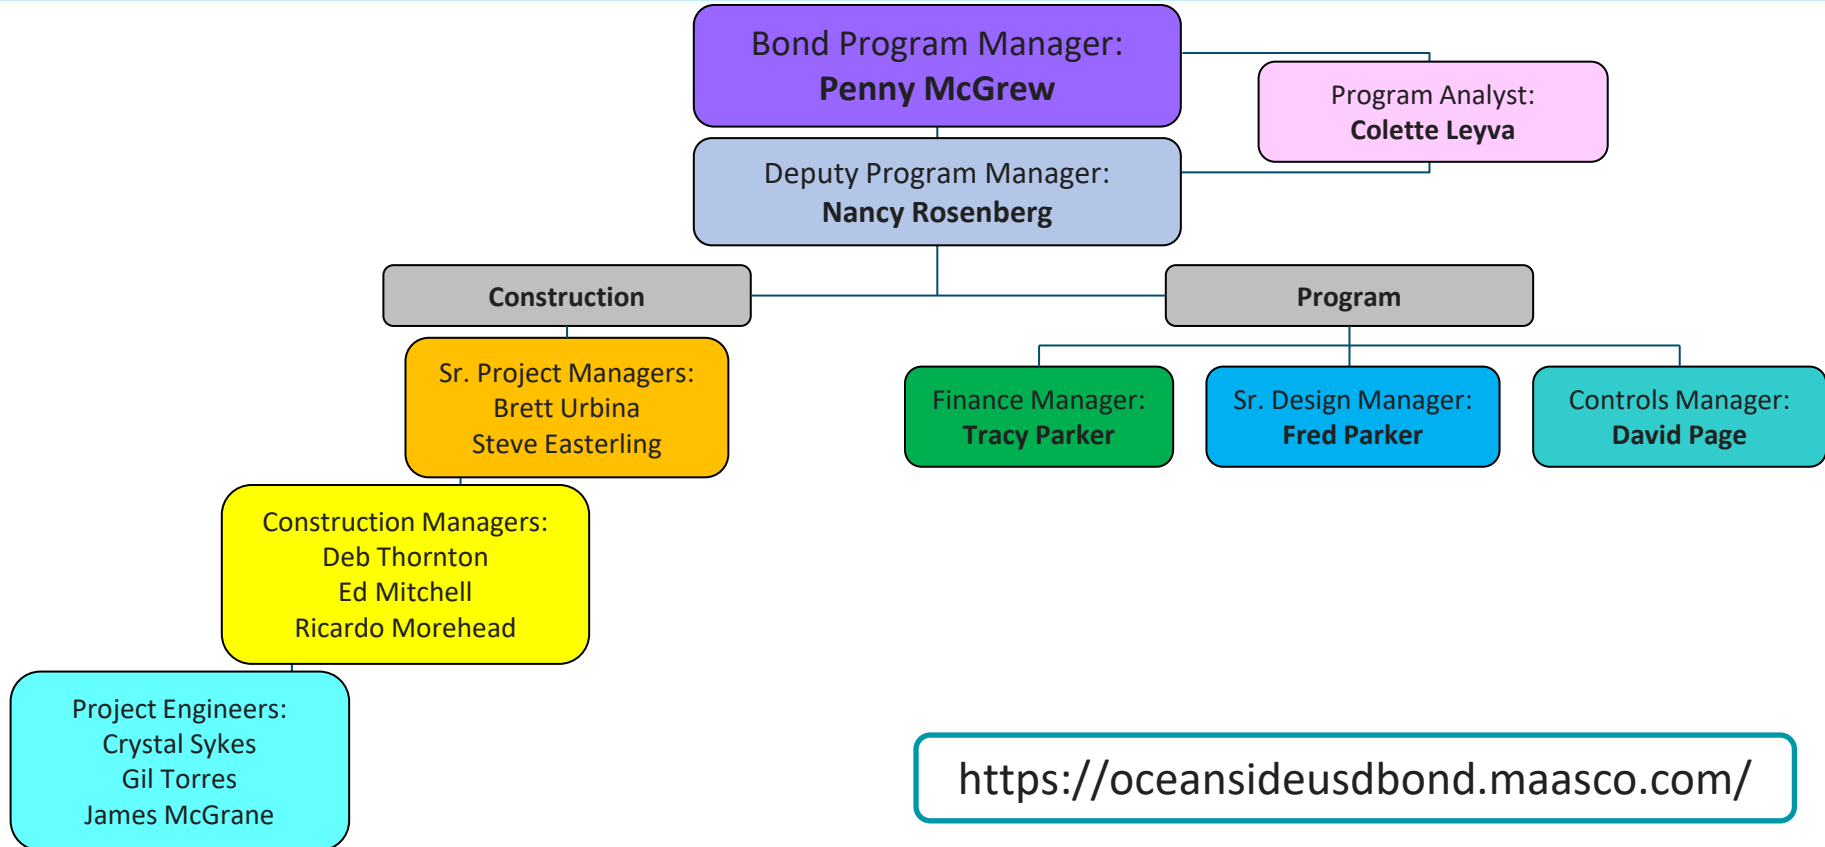 Bond Program Manager:
Penny McGrew
Program Analyst:
Colette Leyva
Deputy Program Manager:
Nancy Rosenberg
Construction
Program
Sr. Project Managers:
Brett Urbina
Steve Easterling
Finance Manager:
Tracy Parker
Sr. Design Manager:
Fred Parker
Controls Manager:
David Page
Construction Managers:
Deb Thornton
Ed Mitchell
Ricardo Morehead
Project Engineers:
Crystal Sykes
Gil Torres
James McGrane
https://oceansideusdbond.maasco.com/